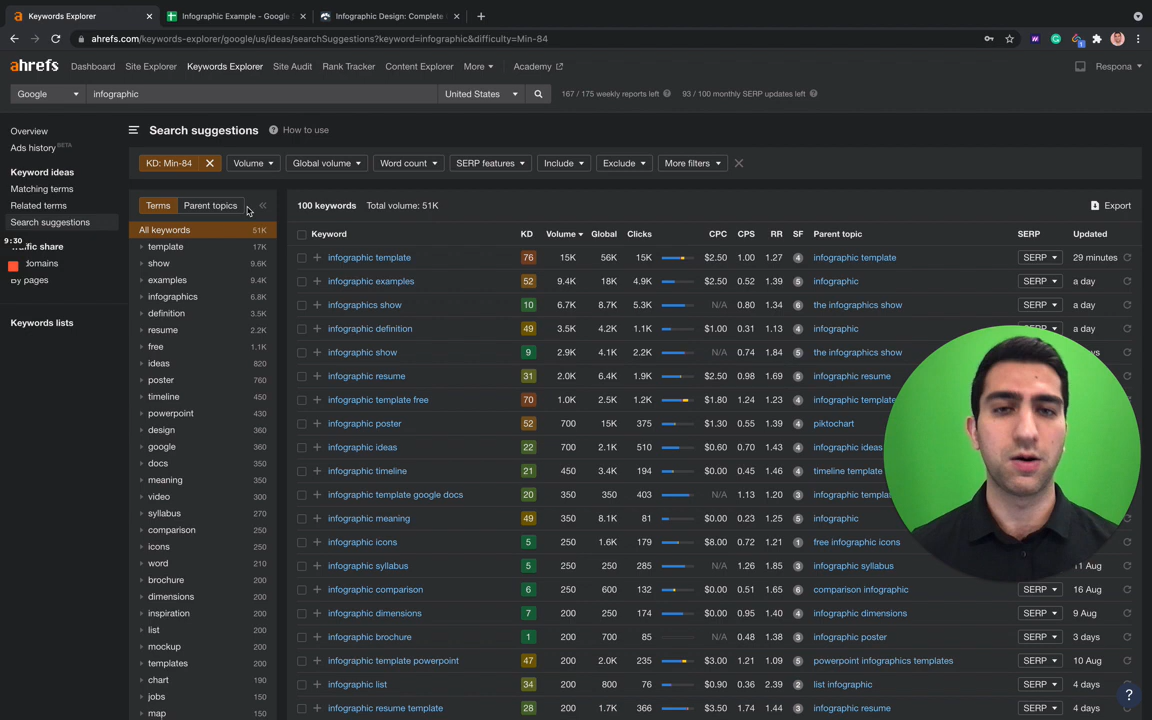 Keywords Explorer
Infographic Example - Google
Infographic Design: Complete
ahrefs.com/keywords-explorer/google/us/ideas/searchSuggestions?keyword=infographic&difficulty=Min-84
ahrefs Dashboard Site Explorer Keywords Explorer Site Audit Rank Tracker Content Explorer More Academy Respona
Google infographic United States 167 / 175 weekly reports left 93 / 100 monthly SERP updates left
Overview
Ads history BETA
Keyword ideas
Matching terms
Related terms
Search suggestions
9:30
domains
By pages
Keywords lists
Search suggestions How to use
KD: Min-84 Volume Global volume Word count SERP features Include Exclude More filters
Terms Parent topics
All keywords 51K
template 17K
show 9.6K
examples 9.4K
infographics 6.8K
definition 3.5K
resume 2.2K
free 1.1K
ideas 820
poster 760
timeline 450
powerpoint 430
design 360
google 360
docs 350
meaning 350
video 300
syllabus 270
comparison 250
icons 250
word 210
brochure 200
dimensions 200
inspiration 200
list 200
mockup 200
templates 200
chart 190
jobs 150
map 150
100 keywords Total volume: 51K Export
Keyword KD Volume Global Clicks CPC CPS RR SF Parent topic SERP Updated
infographic template 76 15K 56K 15K $2.50 1.00 1.27 4 infographic template SERP 29 minutes
infographic examples 52 9.4K 18K 4.9K $2.50 0.52 1.39 5 infographic SERP a day
infographics show 10 6.7K 8.7K 5.3K N/A 0.80 1.34 6 the infographics show SERP a day
infographic definition 49 3.5K 4.2K 1.1K $1.00 0.31 1.13 4 infographic SERP a day
infographic show 9 2.9K 4.1K 2.2K N/A 0.74 1.84 5 the infographics show
infographic resume 31 2.0K 6.4K 1.9K $2.50 0.98 1.69 5 infographic resume
infographic template free 70 1.0K 2.5K 1.2K $1.80 1.24 1.23 4 infographic template
infographic poster 52 700 15K 375 $1.30 0.55 1.39 4 piktochart
infographic ideas 22 700 2.1K 510 $0.60 0.70 1.43 4 infographic ideas
infographic timeline 21 450 3.4K 194 $0.00 0.45 1.46 4 timeline template
infographic template google docs 20 350 350 403 N/A 1.13 1.20 3
infographic meaning 49 350 8.1K 81 $0.00 0.23 1.25 5 infographic
infographic icons 5 250 1.6K 179 $8.00 0.72 1.21 1 free infographic icons
infographic syllabus 5 250 250 285 N/A 1.26 1.85 3 infographic syllabus SERP 11 Aug
infographic comparison 6 250 600 132 $0.00 0.51 1.65 6 comparison infographic SERP 16 Aug
infographic dimensions 7 200 250 174 $0.00 0.95 1.40 4 infographic dimensions SERP 9 Aug
infographic brochure 1 200 700 85 N/A 0.48 1.38 3 infographic poster SERP 3 days
infographic template powerpoint 47 200 2.0K 235 $3.00 1.21 1.09 5 powerpoint infographics templates SERP 10 Aug
infographic list 34 200 800 76 $0.90 0.36 2.39 2 list infographic SERP 4 days
infographic resume template 28 200 1.7K 366 $3.50 1.74 1.44 3 infographic resume SERP 4 days